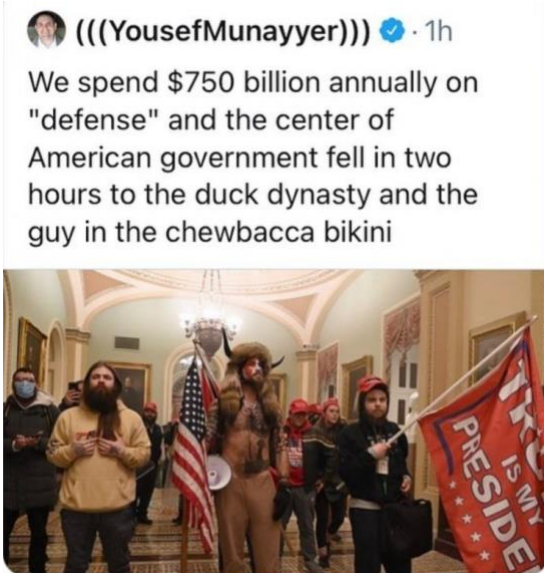 (((YousefMunayyer))) · 1h
We spend $750 billion annually on
"defense" and the center of
American government fell in two
hours to the duck dynasty and the
guy in the chewbacca bikini
IS MY
PRESIDE